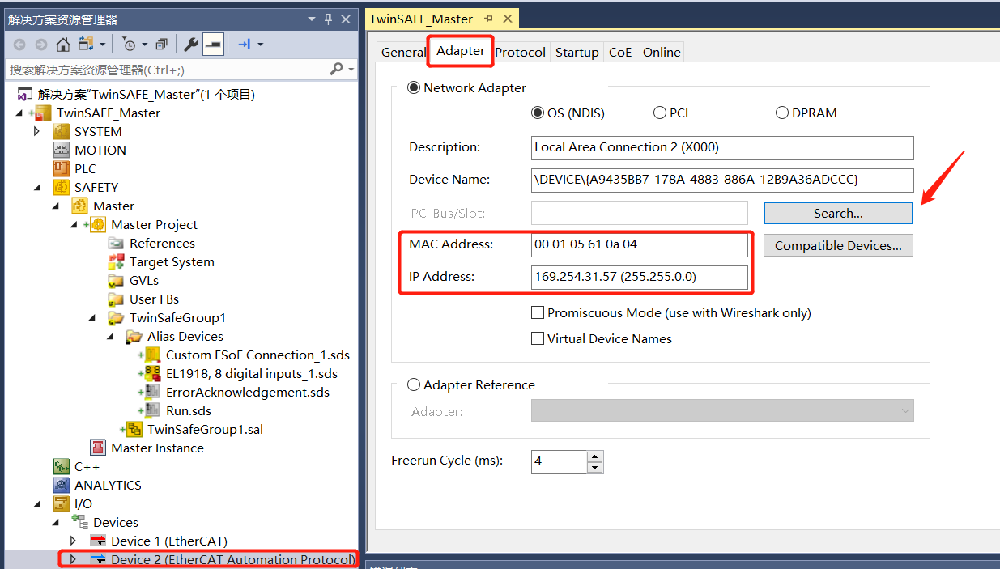 解决方案资源管理器
搜索解决方案资源管理器(Ctrl+;)
解决方案"TwinSAFE_Master"(1 个项目)
TwinSAFE_Master
SYSTEM
MOTION
PLC
SAFETY
Master
Master Project
References
Target System
GVLs
User FBs
TwinSafeGroup1
Alias Devices
Custom FSoE Connection_1.sds
EL1918, 8 digital inputs_1.sds
ErrorAcknowledgement.sds
Run.sds
TwinSafeGroup1.sal
Master Instance
C++
ANALYTICS
I/O
Devices
Device 1 (EtherCAT)
Device 2 (EtherCAT Automation Protocol)
TwinSAFE_Master
General Adapter Protocol Startup CoE - Online
Network Adapter
OS (NDIS) PCI DPRAM
Description: Local Area Connection 2 (X000)
Device Name: \DEVICE\{A9435BB7-178A-4883-886A-12B9A36ADCCC}
PCI Bus/Slot: Search...
MAC Address: 00 01 05 61 0a 04 Compatible Devices...
IP Address: 169.254.31.57 (255.255.0.0)
Promiscuous Mode (use with Wireshark only)
Virtual Device Names
Adapter Reference
Adapter:
Freerun Cycle (ms): 4